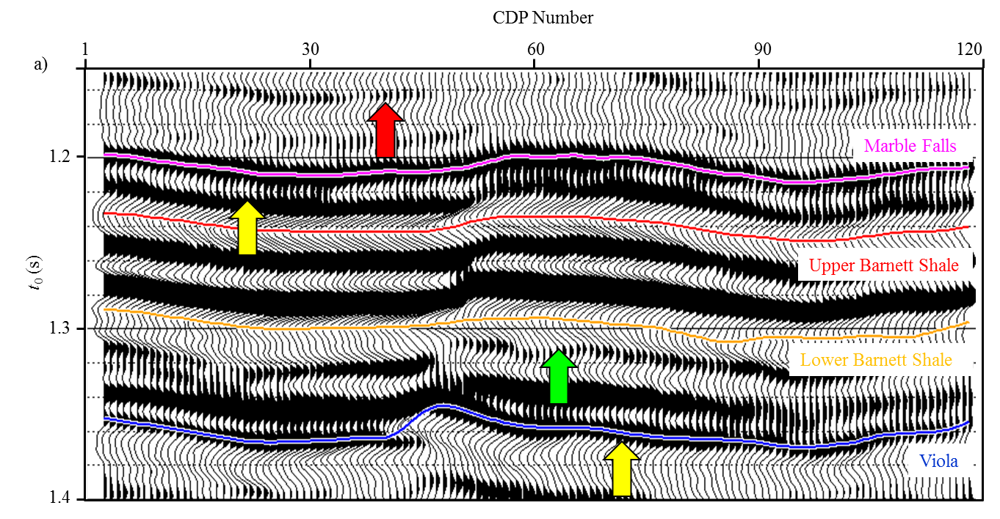 CDP Number
1 30 60 90 120
a)
1.2
Marble Falls
Upper Barnett Shale
t0 (s)
1.3
Lower Barnett Shale
Viola
1.4